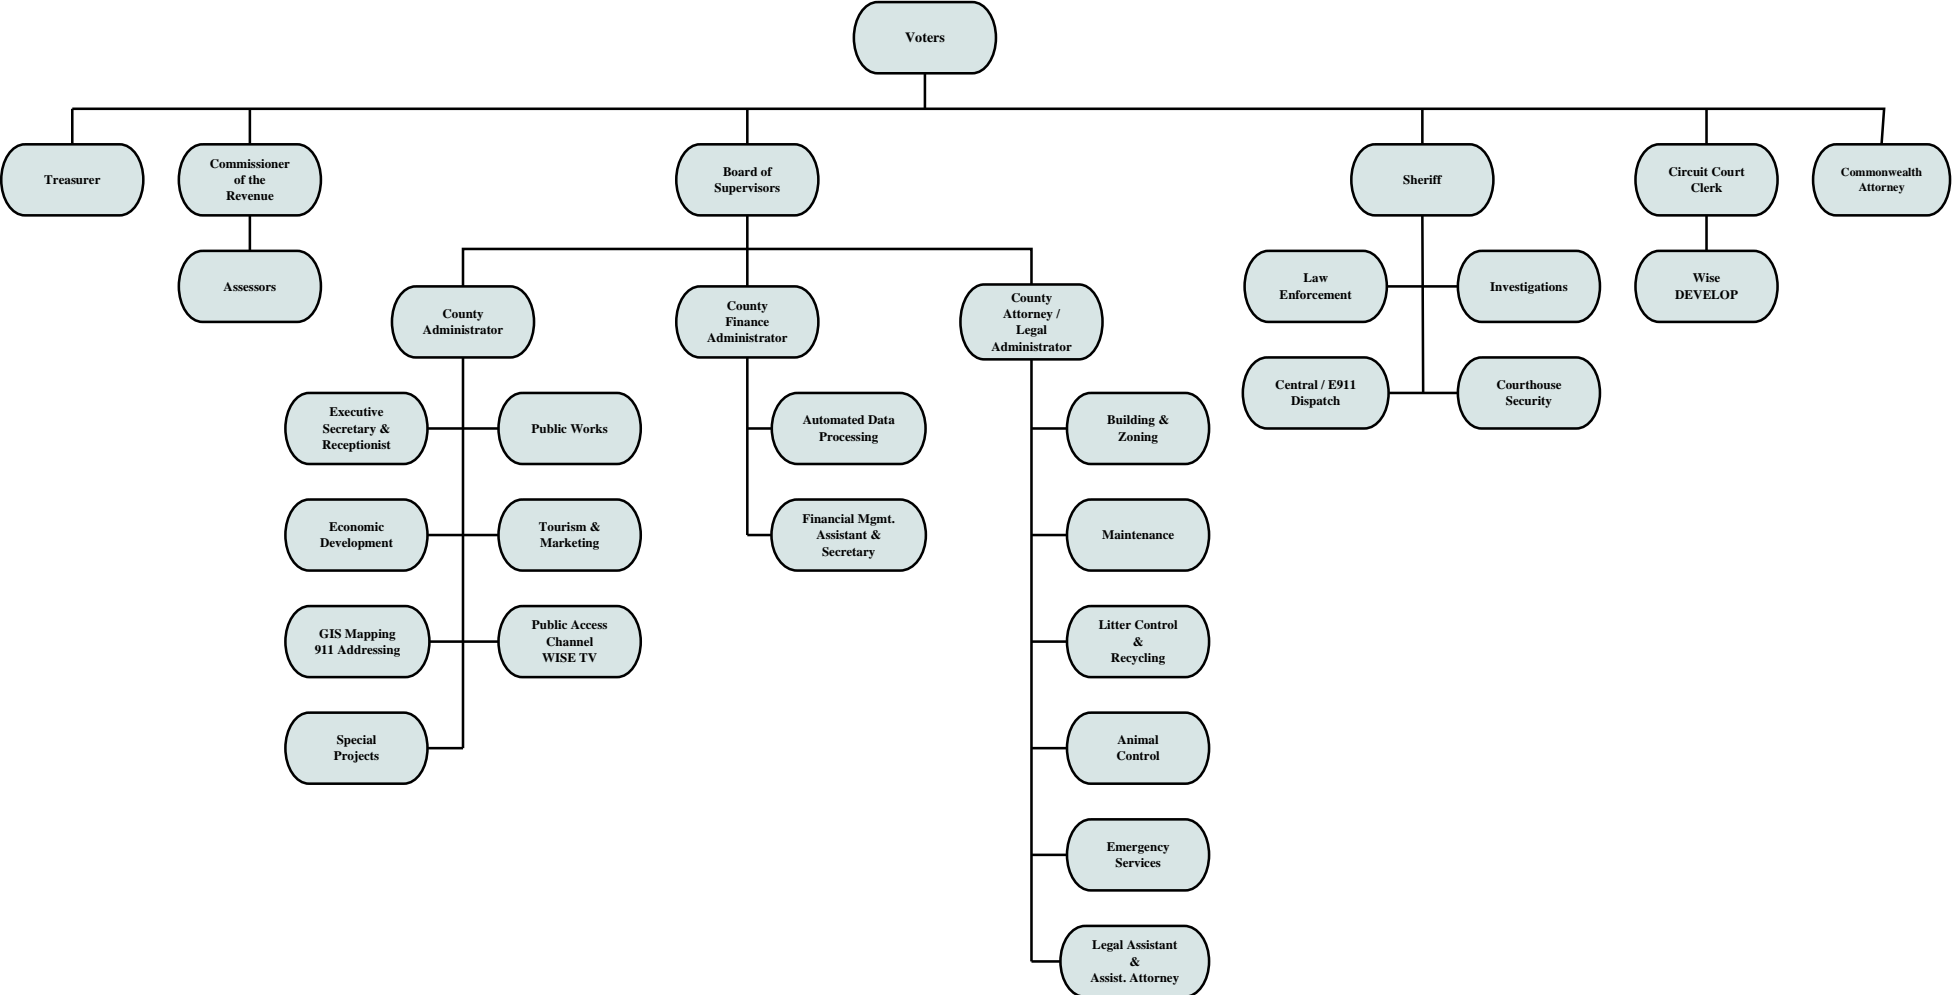 Voters
Treasurer
Commissioner
of the
Revenue
Board of
Supervisors
Sheriff
Circuit Court
Clerk
Commonwealth
Attorney
Assessors
County
Administrator
County
Finance
Administrator
County
Attorney /
Legal
Administrator
Law
Enforcement
Investigations
Wise
DEVELOP
Central / E911
Dispatch
Courthouse
Security
Executive
Secretary &
Receptionist
Public Works
Automated Data
Processing
Building &
Zoning
Economic
Development
Tourism &
Marketing
Financial Mgmt.
Assistant &
Secretary
Maintenance
GIS Mapping
911 Addressing
Public Access
Channel
WISE TV
Litter Control
&
Recycling
Special
Projects
Animal
Control
Emergency
Services
Legal Assistant
&
Assist. Attorney